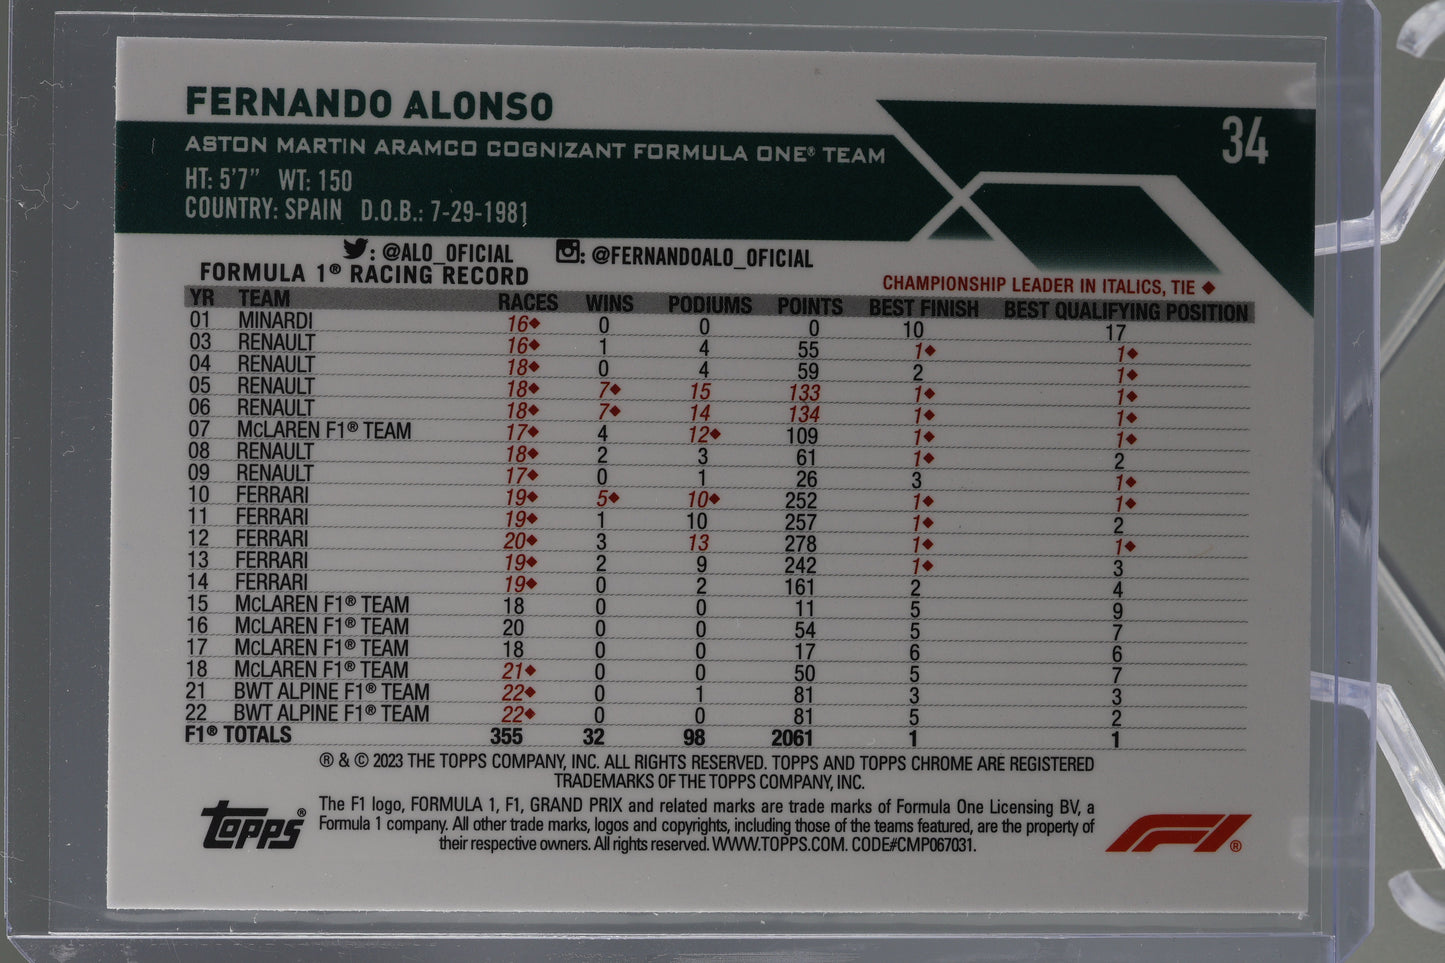 FERNANDO ALONSO
34
ASTON MARTIN ARAMCO COGNIZANT FORMULA ONE® TEAM
HT: 5'7" WT: 150
COUNTRY: SPAIN D.O.B.: 7-29-1981
: @ALO_OFICIAL : @FERNANDOALO_OFICIAL
FORMULA 1® RACING RECORD
CHAMPIONSHIP LEADER IN ITALICS, TIE ◆
YR TEAM RACES WINS PODIUMS POINTS BEST FINISH BEST QUALIFYING POSITION
01 MINARDI 16◆ 0 0 0 10 17
03 RENAULT 16◆ 1 4 55 1◆ 1◆
04 RENAULT 18◆ 0 4 59 2 1◆
05 RENAULT 18◆ 7◆ 15 133 1◆ 1◆
06 RENAULT 18◆ 7◆ 14 134 1◆ 1◆
07 McLAREN F1® TEAM 17◆ 4 12◆ 109 1◆ 1◆
08 RENAULT 18◆ 2 3 61 1◆ 2
09 RENAULT 17◆ 0 1 26 3 1◆
10 FERRARI 19◆ 5◆ 10◆ 252 1◆ 1◆
11 FERRARI 19◆ 1 10 257 1◆ 2
12 FERRARI 20◆ 3 13 278 1◆ 1◆
13 FERRARI 19◆ 2 9 242 1◆ 3
14 FERRARI 19◆ 0 2 161 2 4
15 McLAREN F1® TEAM 18 0 0 11 5 9
16 McLAREN F1® TEAM 20 0 0 54 5 7
17 McLAREN F1® TEAM 18 0 0 17 6 6
18 McLAREN F1® TEAM 21◆ 0 0 50 5 7
21 BWT ALPINE F1® TEAM 22◆ 0 1 81 3 3
22 BWT ALPINE F1® TEAM 22◆ 0 0 81 5 2
F1® TOTALS 355 32 98 2061 1 1
® & © 2023 THE TOPPS COMPANY, INC. ALL RIGHTS RESERVED. TOPPS AND TOPPS CHROME ARE REGISTERED
TRADEMARKS OF THE TOPPS COMPANY, INC.
The F1 logo, FORMULA 1, F1, GRAND PRIX and related marks are trade marks of Formula One Licensing BV, a
Formula 1 company. All other trade marks, logos and copyrights, including those of the teams featured, are the property of
their respective owners. All rights reserved. WWW.TOPPS.COM. CODE#CMP067031.
Topps®
F1®